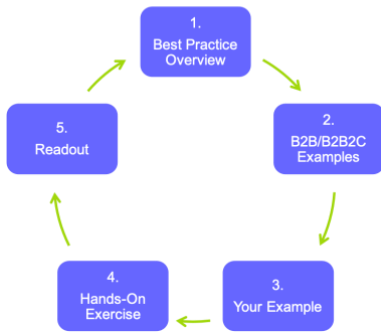 1.
Best Practice
Overview
2.
B2B/B2B2C
Examples
3.
Your Example
4.
Hands-On
Exercise
5.
Readout